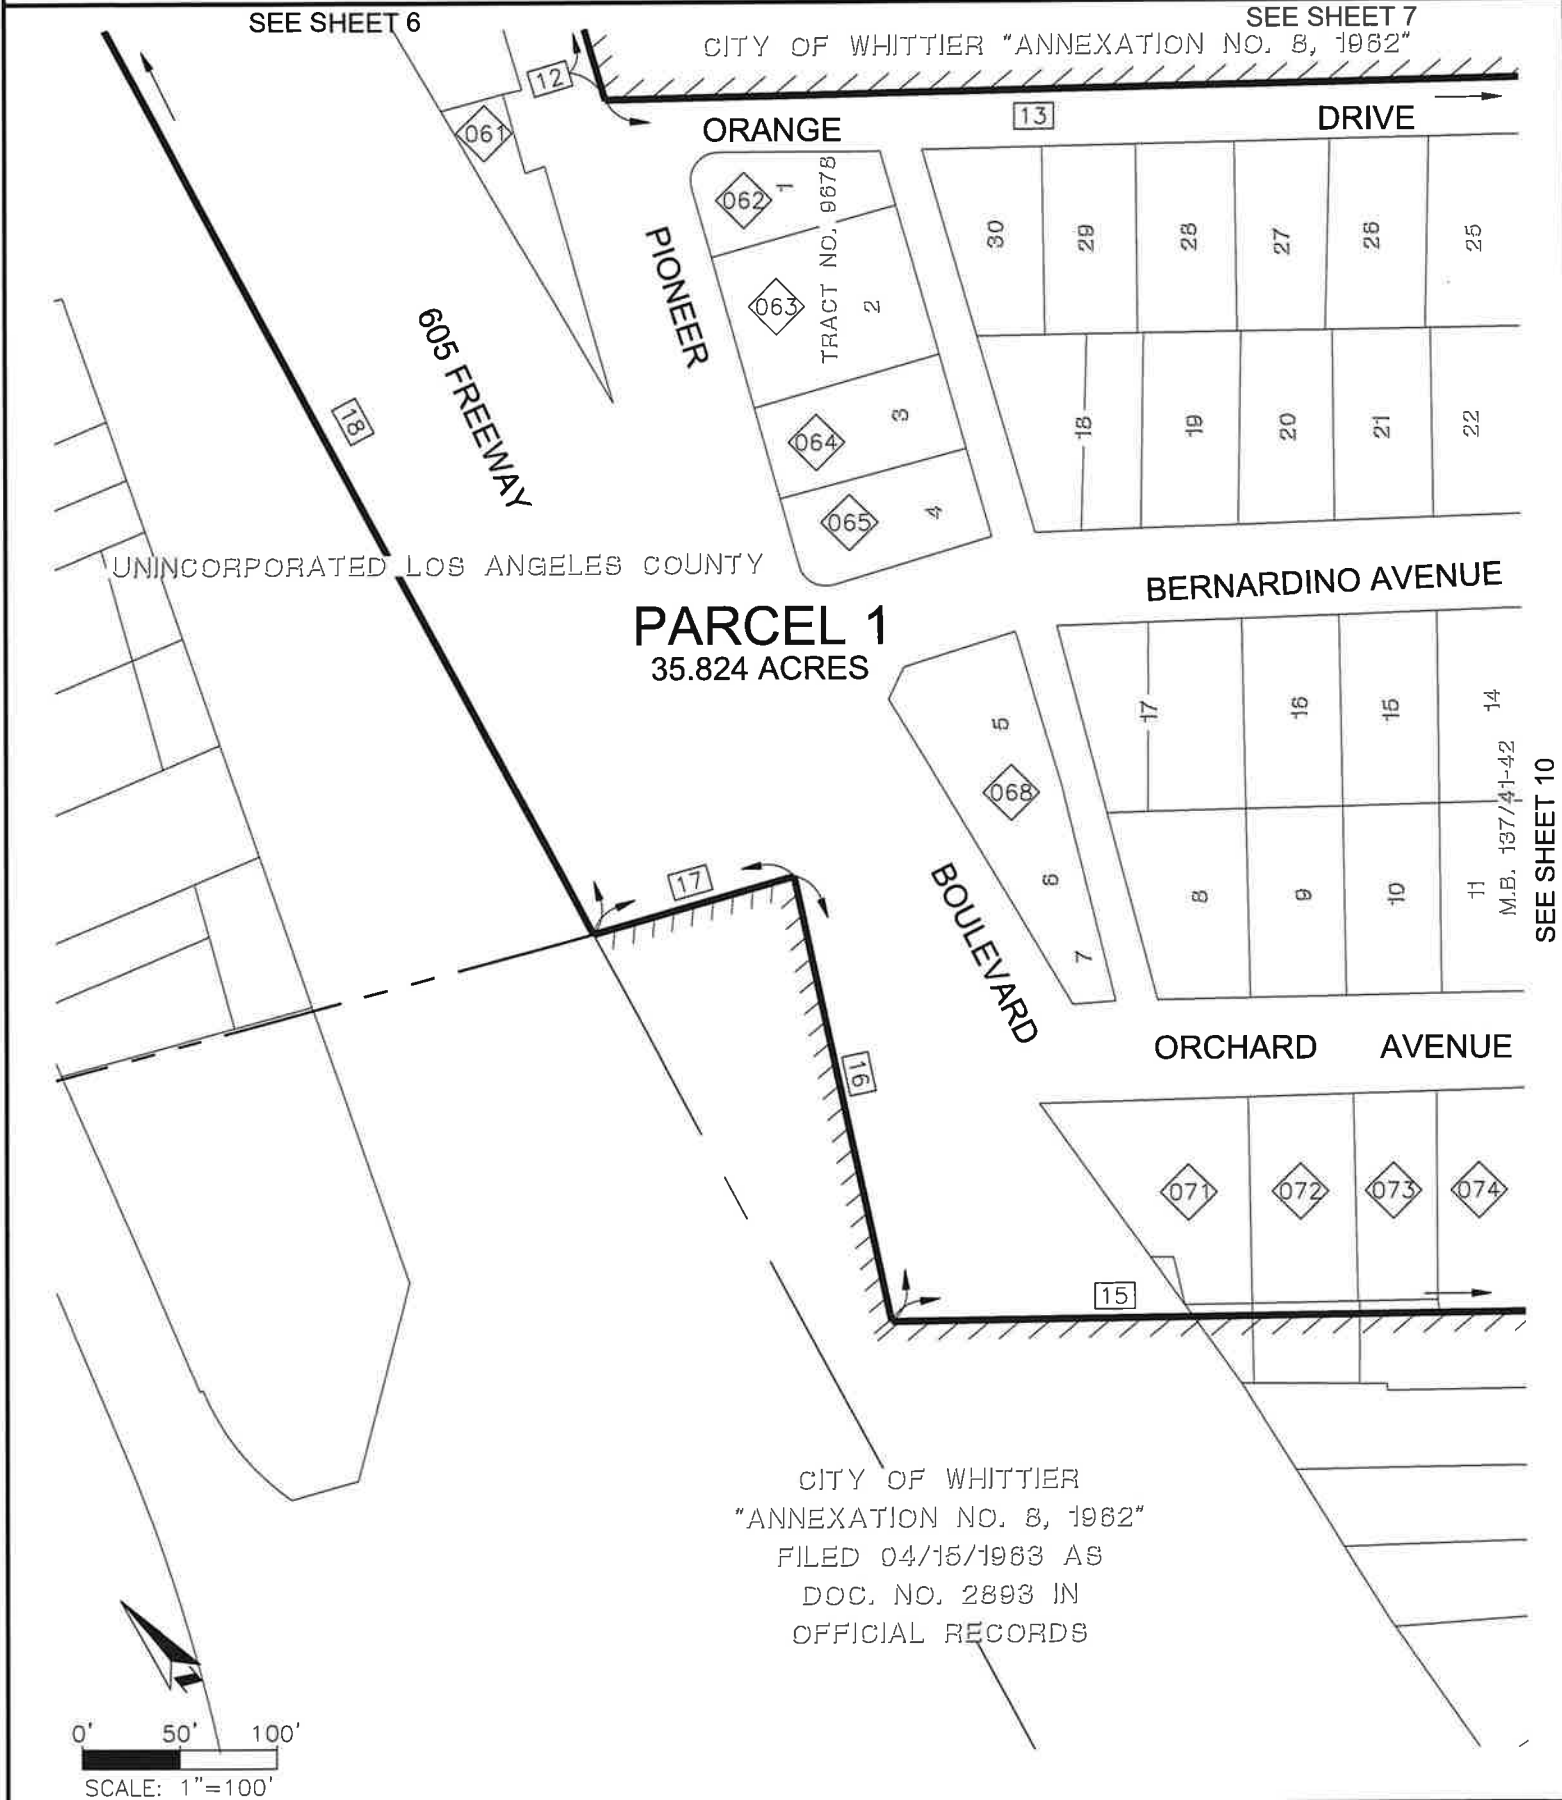 SEE SHEET 6
SEE SHEET 7
CITY OF WHITTIER "ANNEXATION NO. 8, 1962"
12
13
061
ORANGE
DRIVE
062
1
TRACT NO. 9678
30
29
28
27
26
25
PIONEER
063
2
605 FREEWAY
18
064
3
18
19
20
21
22
065
4
UNINCORPORATED LOS ANGELES COUNTY
BERNARDINO AVENUE
PARCEL 1
35.824 ACRES
5
17
16
15
14
068
M.B. 137/41-42
SEE SHEET 10
17
6
8
9
10
11
BOULEVARD
7
16
ORCHARD AVENUE
071
072
073
074
15
CITY OF WHITTIER
"ANNEXATION NO. 8, 1962"
FILED 04/15/1963 AS
DOC. NO. 2893 IN
OFFICIAL RECORDS
N
0' 50' 100'
SCALE: 1"=100'